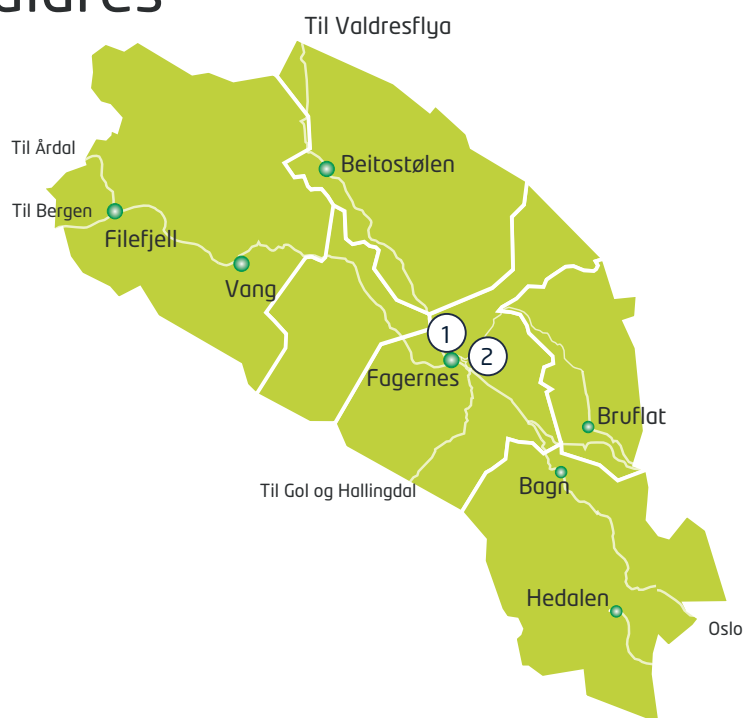 Til Valdresflya
Til Årdal
Beitostølen
Til Bergen
Filefjell
Vang
1
2
Fagernes
Bruflat
Til Gol og Hallingdal
Bagn
Hedalen
Oslo